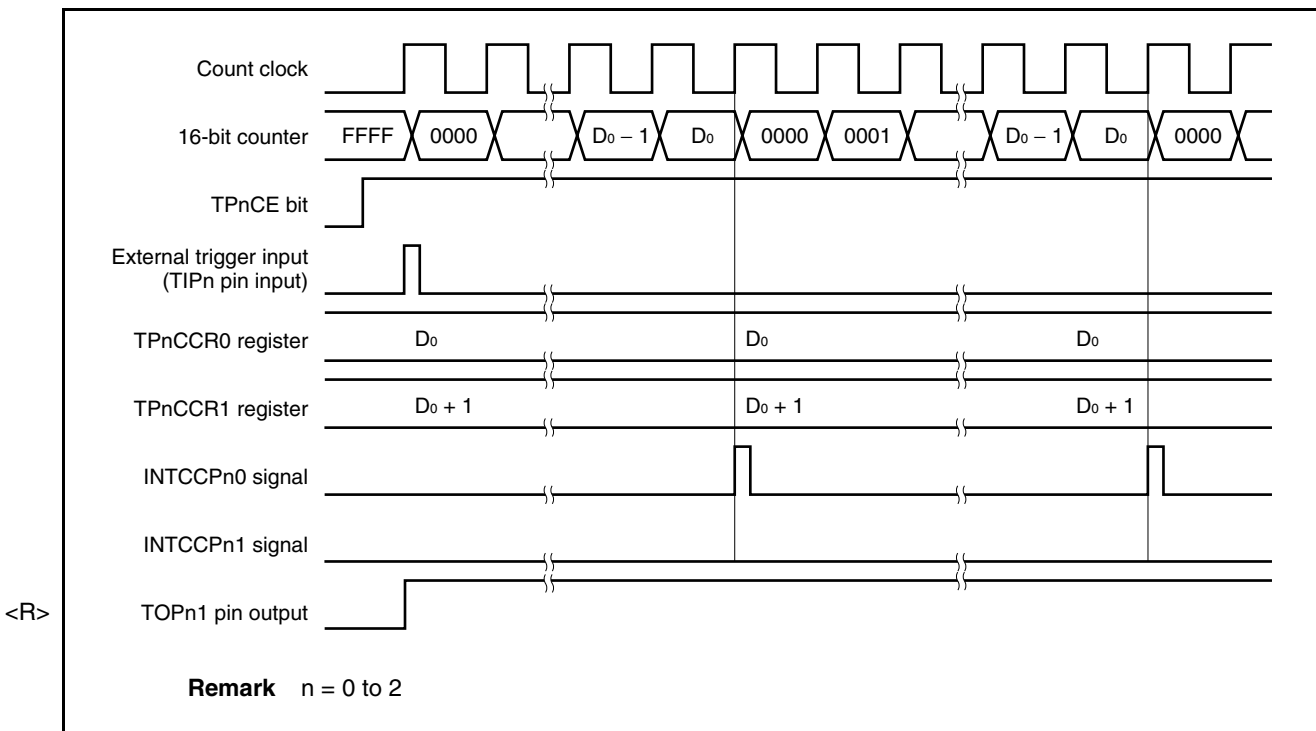 Count clock
16-bit counter FFFF 0000 D₀ − 1 D₀ 0000 0001 D₀ − 1 D₀ 0000
TPnCE bit
External trigger input
(TIPn pin input)
TPnCCR0 register D₀ D₀ D₀
TPnCCR1 register D₀ + 1 D₀ + 1 D₀ + 1
INTCCPn0 signal
INTCCPn1 signal
<R> TOPn1 pin output
Remark n = 0 to 2